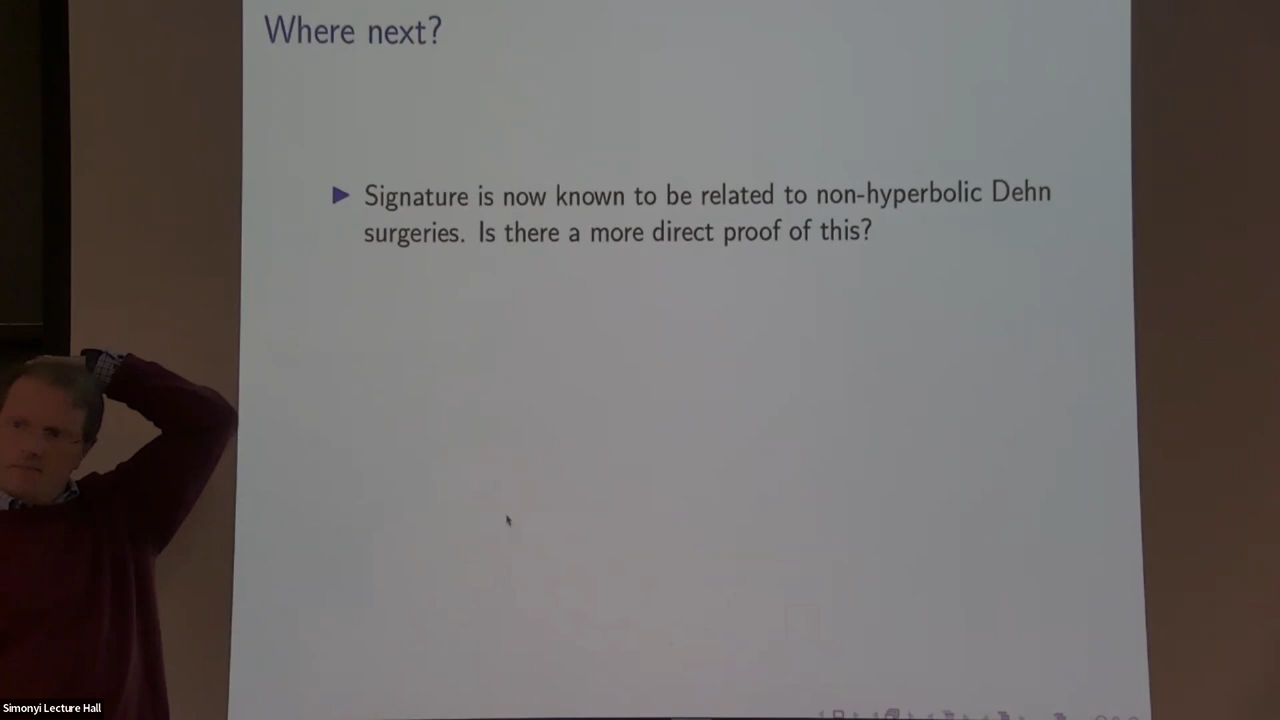 Where next?
Signature is now known to be related to non-hyperbolic Dehn
surgeries. Is there a more direct proof of this?
Simonyi Lecture Hall